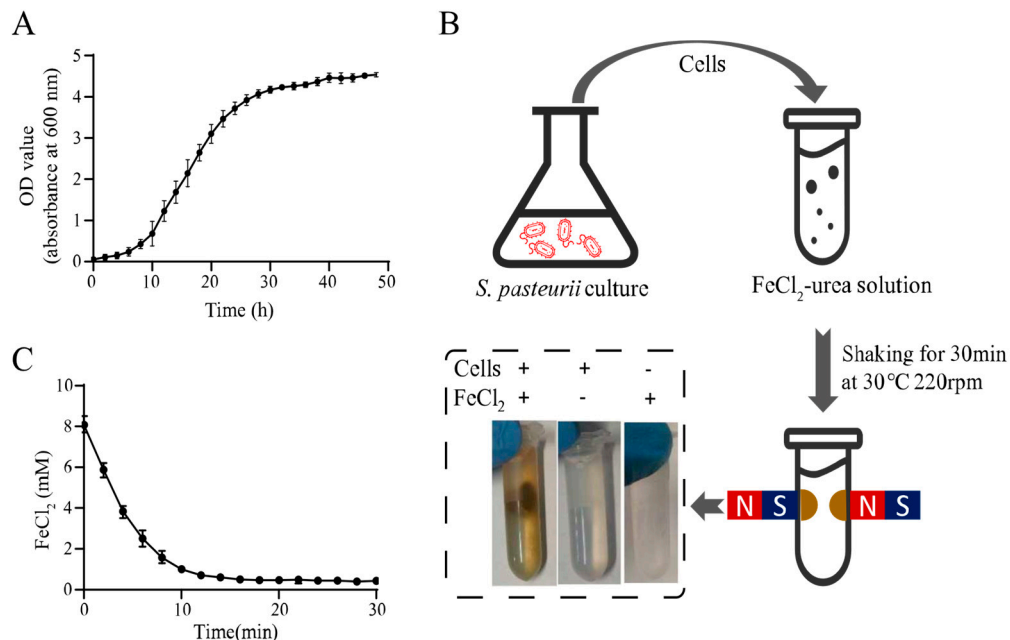 A
OD value
(absorbance at 600 nm)
5
4
3
2
1
0
0 10 20 30 40 50
Time (h)
B
Cells
S. pasteurii culture
FeCl₂-urea solution
Shaking for 30min
at 30°C 220rpm
Cells + + -
FeCl₂ + - +
N S N S
C
FeCl₂ (mM)
10
8
6
4
2
0
0 10 20 30
Time(min)